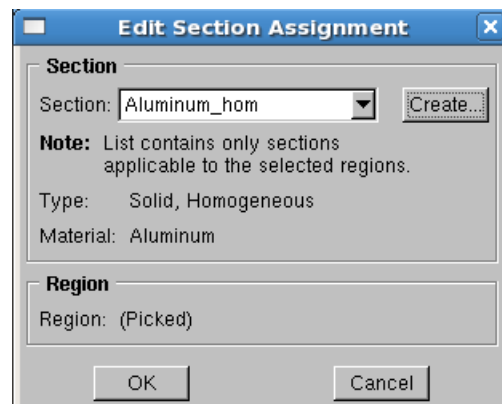 Edit Section Assignment
Section
Section: Aluminum_hom Create...
Note: List contains only sections
applicable to the selected regions.
Type: Solid, Homogeneous
Material: Aluminum
Region
Region: (Picked)
OK Cancel